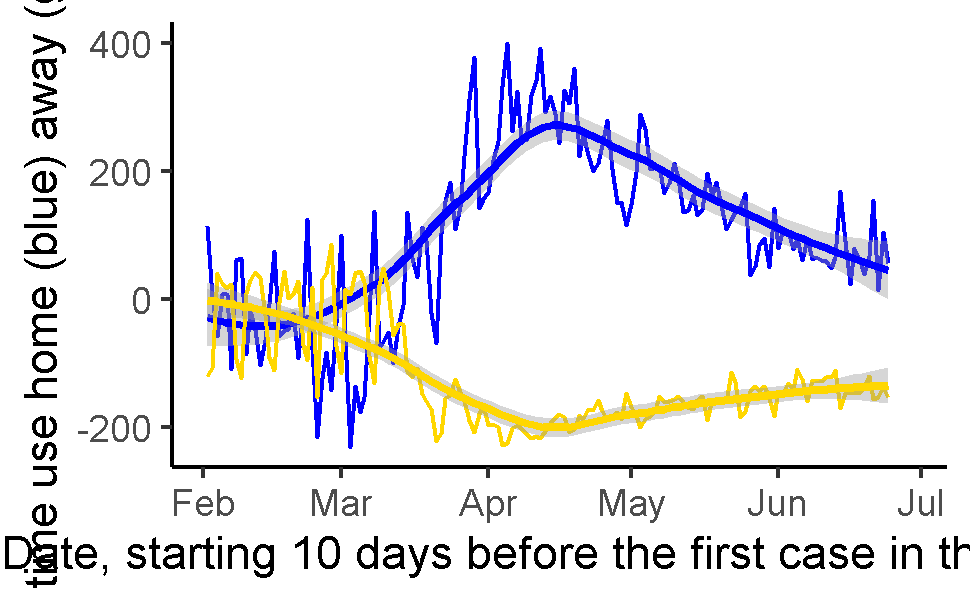 time use home (blue) away (
400
200
0
-200
Feb Mar Apr May Jun Jul
Date, starting 10 days before the first case in th